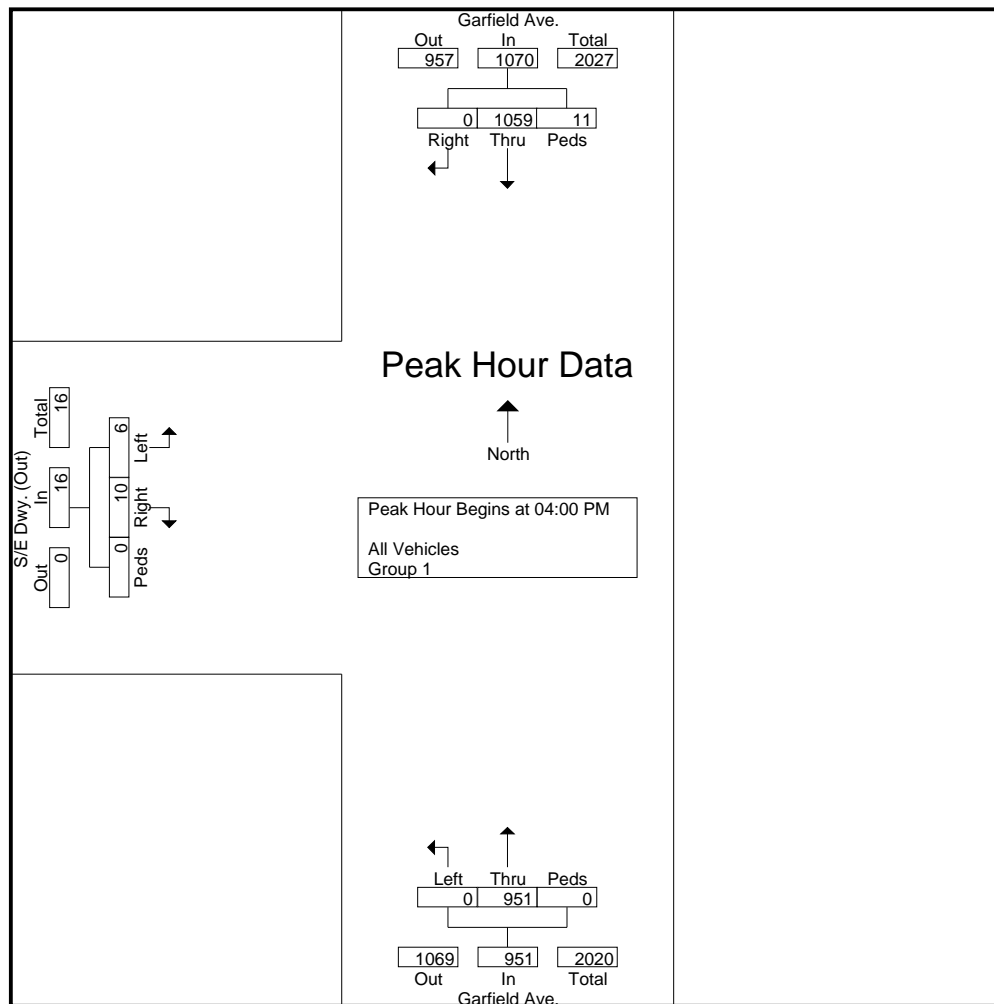 Garfield Ave.
Out In Total
957 1070 2027
0 1059 11
Right Thru Peds
Peak Hour Data
North
Peak Hour Begins at 04:00 PM
All Vehicles
Group 1
S/E Dwy. (Out)
Out In Total
0 16 16
0 10 6
Peds Right Left
Left Thru Peds
0 951 0
1069 951 2020
Out In Total
Garfield Ave.